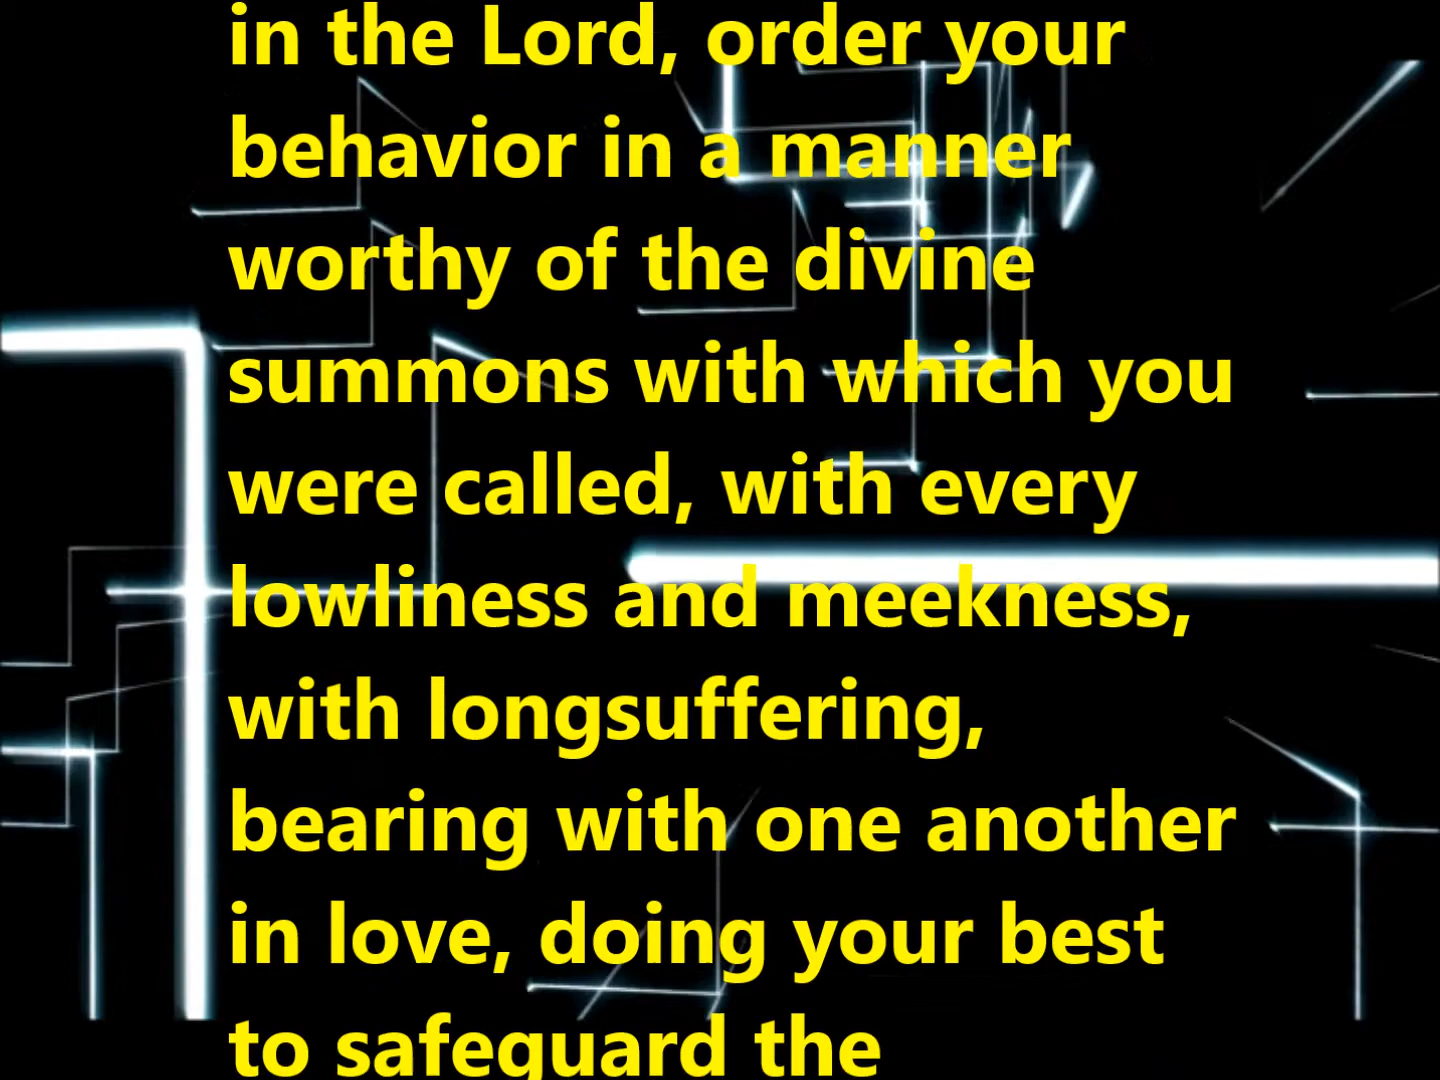 in the Lord, order your
behavior in a manner
worthy of the divine
summons with which you
were called, with every
lowliness and meekness,
with longsuffering,
bearing with one another
in love, doing your best
to safeguard the